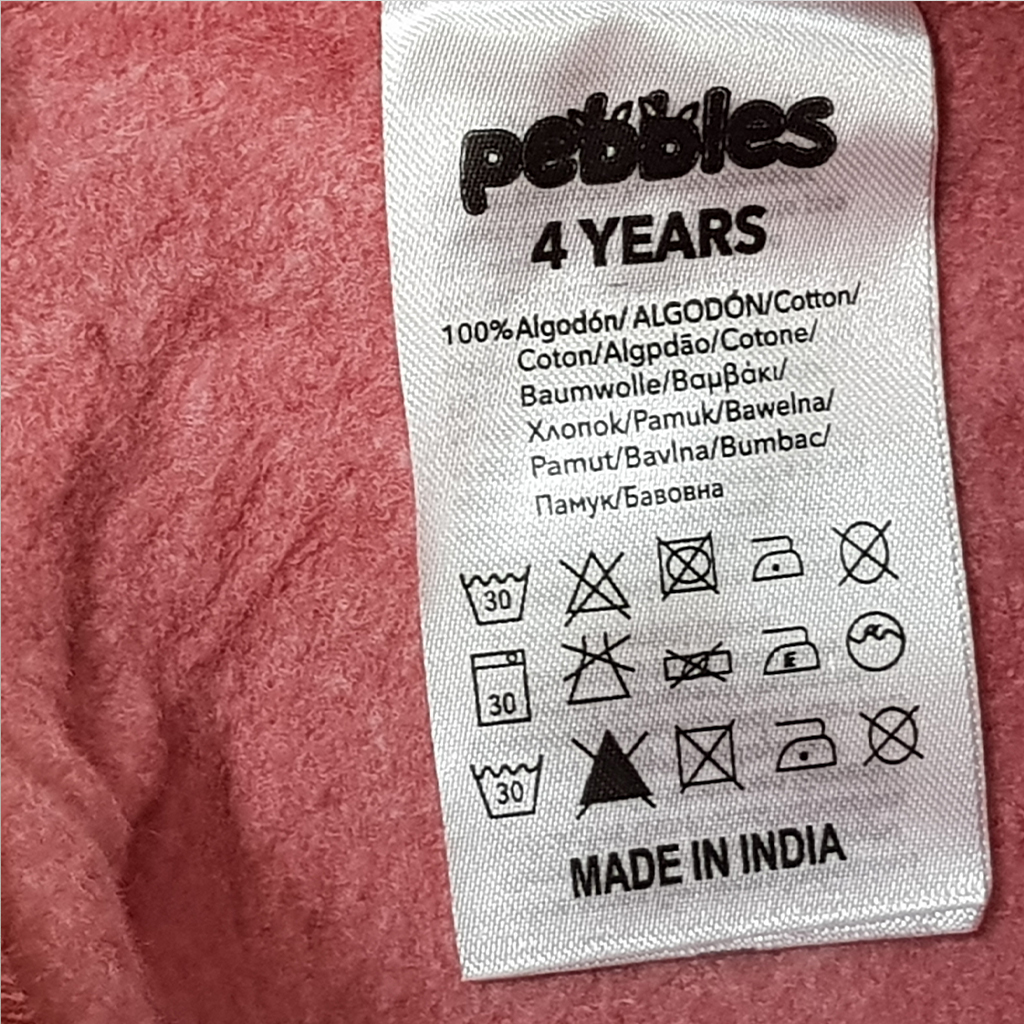 pebbles
4 YEARS
100%Algodón/ALGODÓN/Cotton/
Coton/Algpdão/Cotone/
Baumwolle/Βαμβάκι/
Хлопок/Pamuk/Bawelna/
Pamut/Bavlna/Bumbac/
Памук/Бавовна
30
30 E
30
MADE IN INDIA